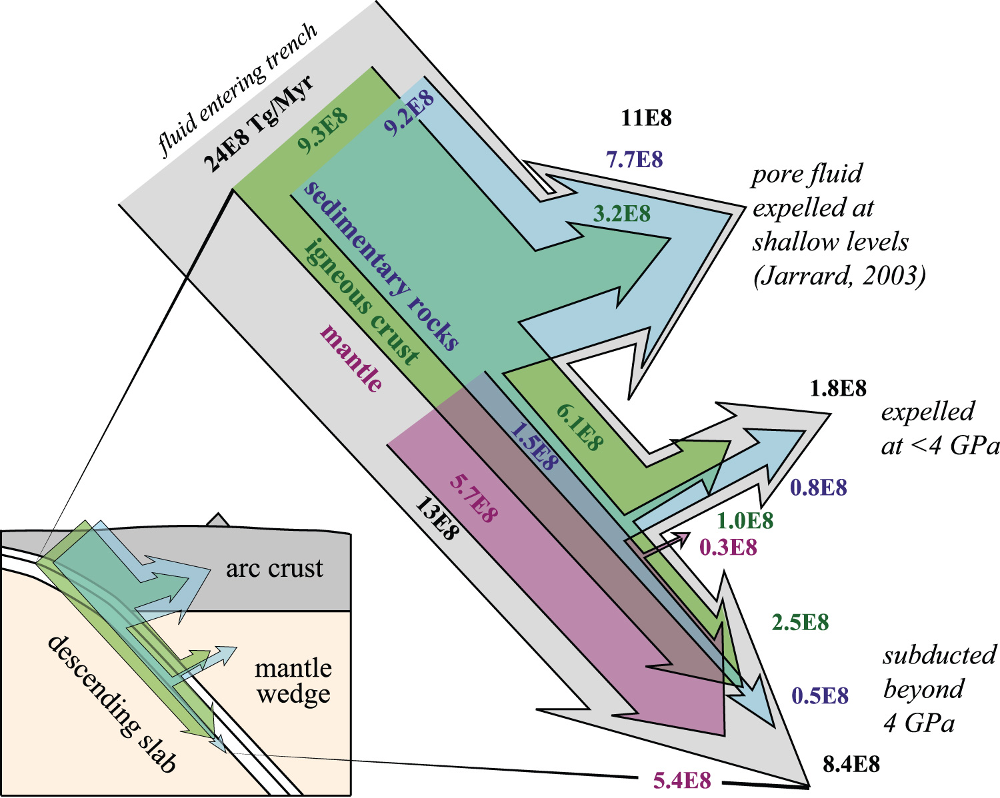 fluid entering trench
24E8 Tg/Myr
9.3E8
9.2E8
sedimentary rocks
igneous crust
mantle
11E8
7.7E8
3.2E8
pore fluid
expelled at
shallow levels
(Jarrard, 2003)
6.1E8
1.5E8
5.7E8
13E8
1.8E8
expelled
at <4 GPa
0.8E8
1.0E8
0.3E8
2.5E8
0.5E8
subducted
beyond
4 GPa
8.4E8
5.4E8
arc crust
mantle
wedge
descending slab